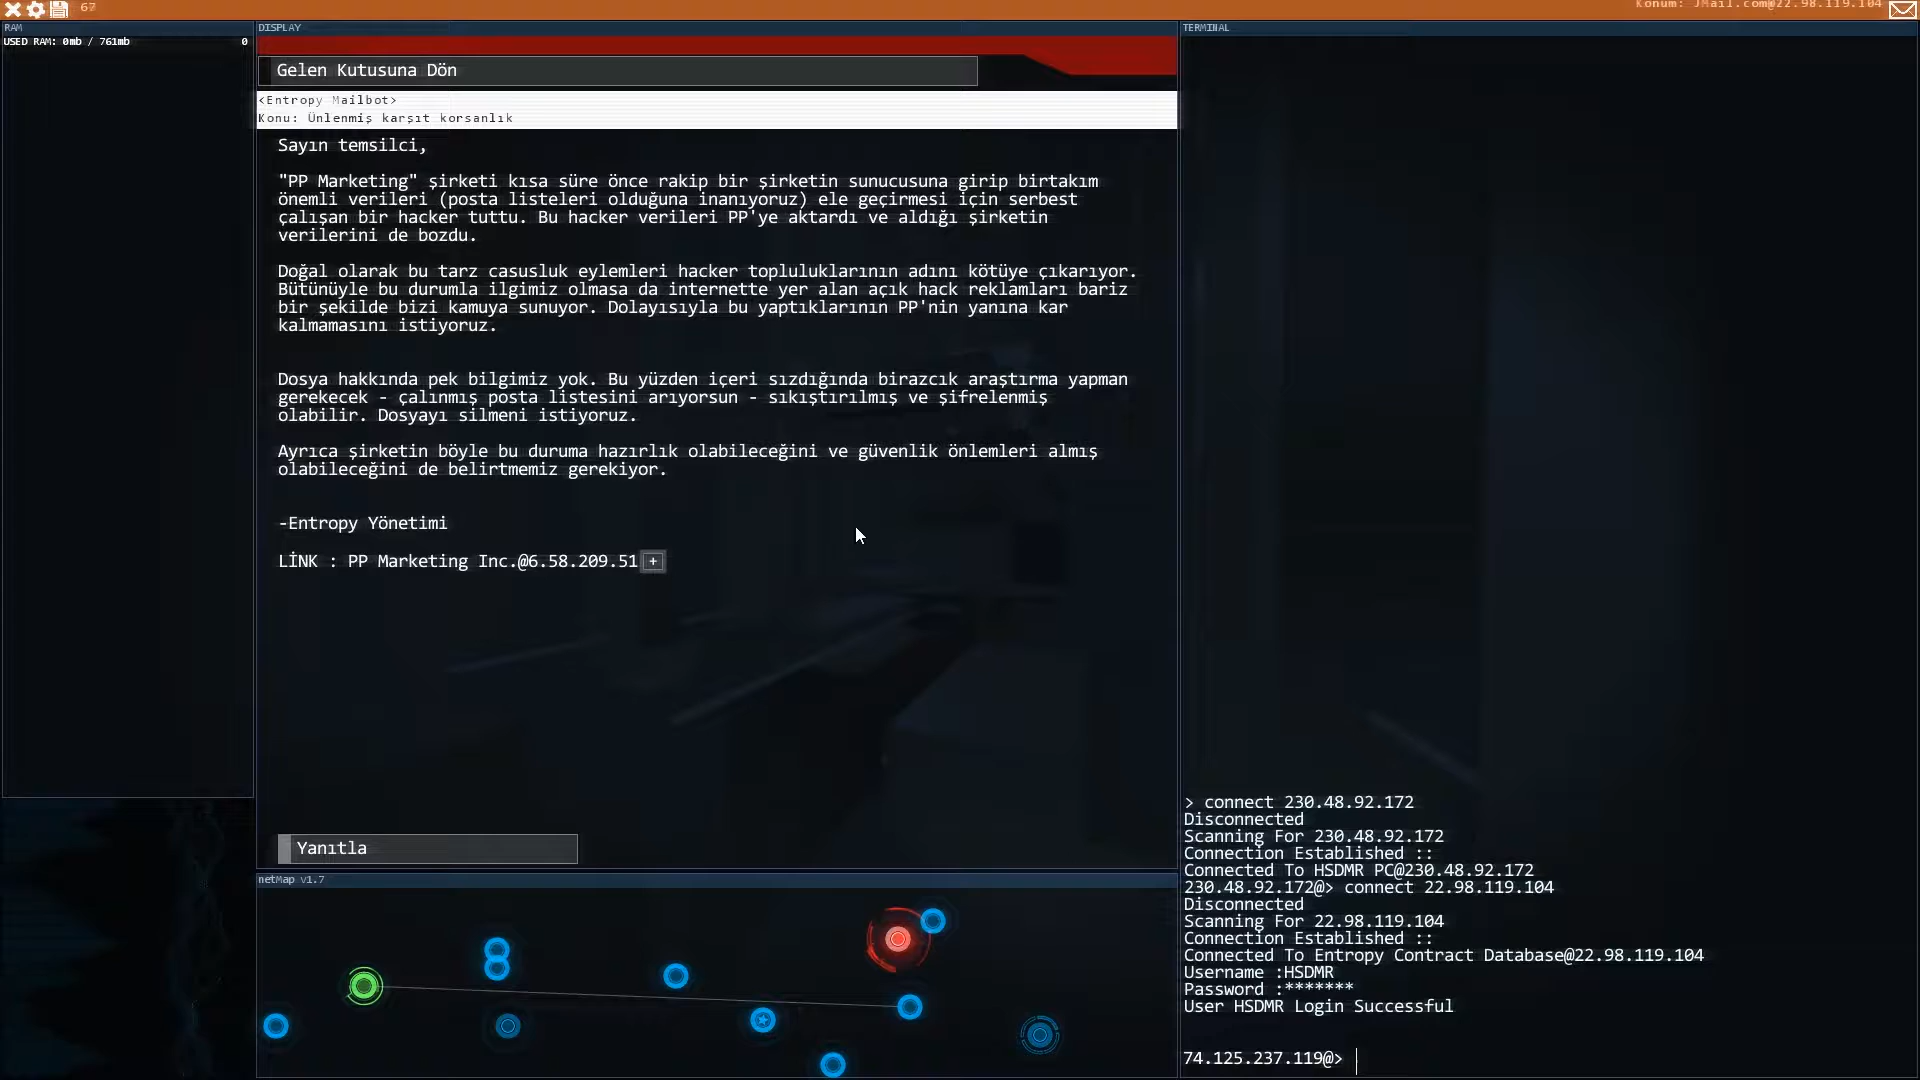 67
Konum: JMail.com@22.98.119.104
RAM
USED RAM: 0mb / 761mb 0
DISPLAY
Gelen Kutusuna Dön
<Entropy Mailbot>
Konu: Ünlenmiş karşıt korsanlık
Sayın temsilci,
"PP Marketing" şirketi kısa süre önce rakip bir şirketin sunucusuna girip birtakım
önemli verileri (posta listeleri olduğuna inanıyoruz) ele geçirmesi için serbest
çalışan bir hacker tuttu. Bu hacker verileri PP'ye aktardı ve aldığı şirketin
verilerini de bozdu.
Doğal olarak bu tarz casusluk eylemleri hacker topluluklarının adını kötüye çıkarıyor.
Bütünüyle bu durumla ilgimiz olmasa da internette yer alan açık hack reklamları bariz
bir şekilde bizi kamuya sunuyor. Dolayısıyla bu yaptıklarının PP'nin yanına kar
kalmamasını istiyoruz.
Dosya hakkında pek bilgimiz yok. Bu yüzden içeri sızdığında birazcık araştırma yapman
gerekecek - çalınmış posta listesini arıyorsun - sıkıştırılmış ve şifrelenmiş
olabilir. Dosyayı silmeni istiyoruz.
Ayrıca şirketin böyle bu duruma hazırlık olabileceğini ve güvenlik önlemleri almış
olabileceğini de belirtmemiz gerekiyor.
-Entropy Yönetimi
LİNK : PP Marketing Inc.@6.58.209.51 +
Yanıtla
netMap v1.7
TERMINAL
> connect 230.48.92.172
Disconnected
Scanning For 230.48.92.172
Connection Established ::
Connected To HSDMR PC@230.48.92.172
230.48.92.172@> connect 22.98.119.104
Disconnected
Scanning For 22.98.119.104
Connection Established ::
Connected To Entropy Contract Database@22.98.119.104
Username :HSDMR
Password :*******
User HSDMR Login Successful
74.125.237.119@>